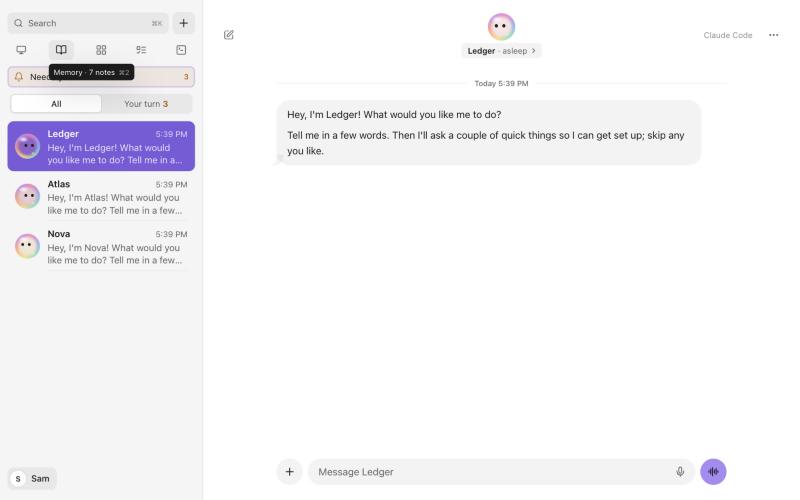 Search ⌘K
Memory · 7 notes ⌘2
Need 3
All Your turn 3
Ledger 5:39 PM
Hey, I'm Ledger! What would
you like me to do? Tell me in a...
Atlas 5:39 PM
Hey, I'm Atlas! What would you
like me to do? Tell me in a few...
Nova 5:39 PM
Hey, I'm Nova! What would you
like me to do? Tell me in a few...
S Sam
Ledger · asleep
Claude Code
Today 5:39 PM
Hey, I'm Ledger! What would you like me to do?
Tell me in a few words. Then I'll ask a couple of quick things so I can get set up; skip any
you like.
Message Ledger